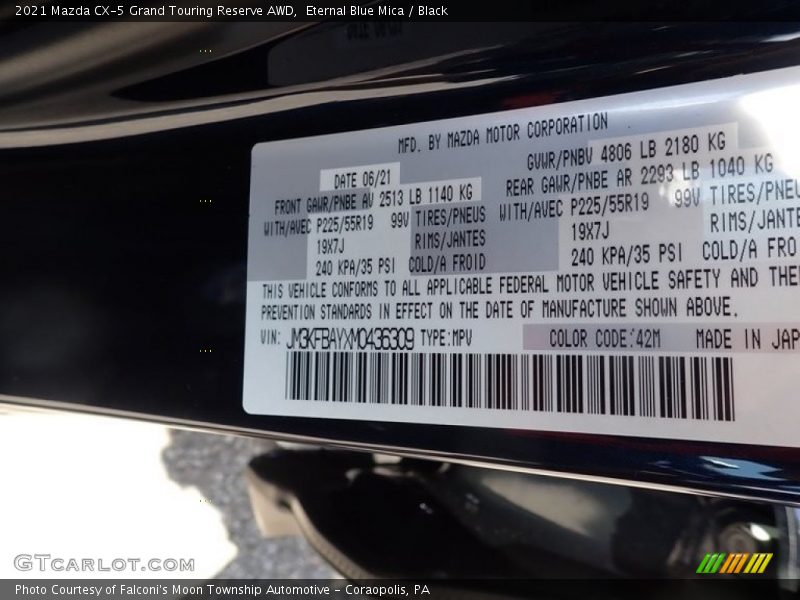 2021 Mazda CX-5 Grand Touring Reserve AWD, Eternal Blue Mica / Black
MFD. BY MAZDA MOTOR CORPORATION
DATE 06/21 GVWR/PNBV 4806 LB 2180 KG
FRONT GAWR/PNBE AV 2513 LB 1140 KG REAR GAWR/PNBE AR 2293 LB 1040 KG
WITH/AVEC P225/55R19 99V TIRES/PNEUS WITH/AVEC P225/55R19 99V TIRES/PNEU
19X7J RIMS/JANTES 19X7J RIMS/JANTE
240 KPA/35 PSI COLD/A FROID 240 KPA/35 PSI COLD/A FRO
THIS VEHICLE CONFORMS TO ALL APPLICABLE FEDERAL MOTOR VEHICLE SAFETY AND THE
PREVENTION STANDARDS IN EFFECT ON THE DATE OF MANUFACTURE SHOWN ABOVE.
VIN: JM3KFBAYXM0436309 TYPE:MPV COLOR CODE:42M MADE IN JAP
GTCARLOT.COM
Photo Courtesy of Falconi's Moon Township Automotive - Coraopolis, PA